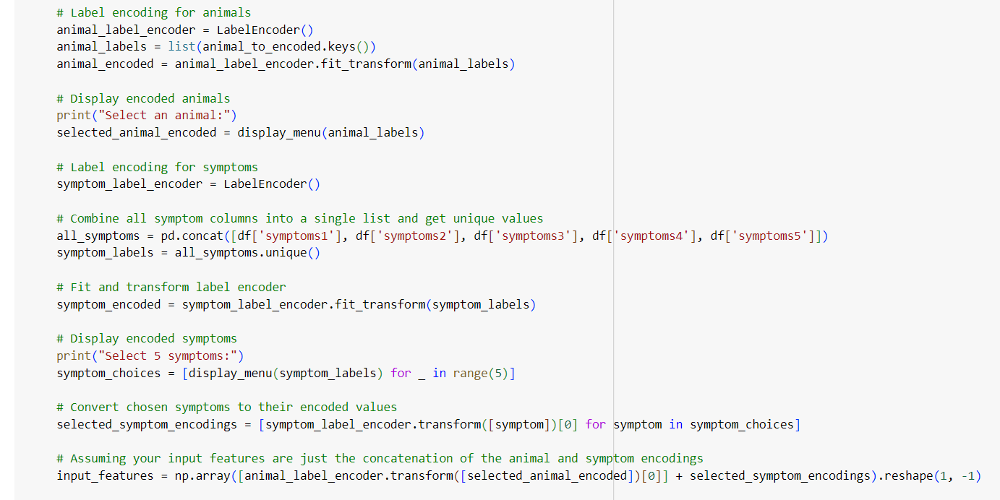 # Label encoding for animals
animal_label_encoder = LabelEncoder()
animal_labels = list(animal_to_encoded.keys())
animal_encoded = animal_label_encoder.fit_transform(animal_labels)
# Display encoded animals
print("Select an animal:")
selected_animal_encoded = display_menu(animal_labels)
# Label encoding for symptoms
symptom_label_encoder = LabelEncoder()
# Combine all symptom columns into a single list and get unique values
all_symptoms = pd.concat([df['symptoms1'], df['symptoms2'], df['symptoms3'], df['symptoms4'], df['symptoms5']])
symptom_labels = all_symptoms.unique()
# Fit and transform label encoder
symptom_encoded = symptom_label_encoder.fit_transform(symptom_labels)
# Display encoded symptoms
print("Select 5 symptoms:")
symptom_choices = [display_menu(symptom_labels) for _ in range(5)]
# Convert chosen symptoms to their encoded values
selected_symptom_encodings = [symptom_label_encoder.transform([symptom])[0] for symptom in symptom_choices]
# Assuming your input features are just the concatenation of the animal and symptom encodings
input_features = np.array([animal_label_encoder.transform([selected_animal_encoded])[0]] + selected_symptom_encodings).reshape(1, -1)